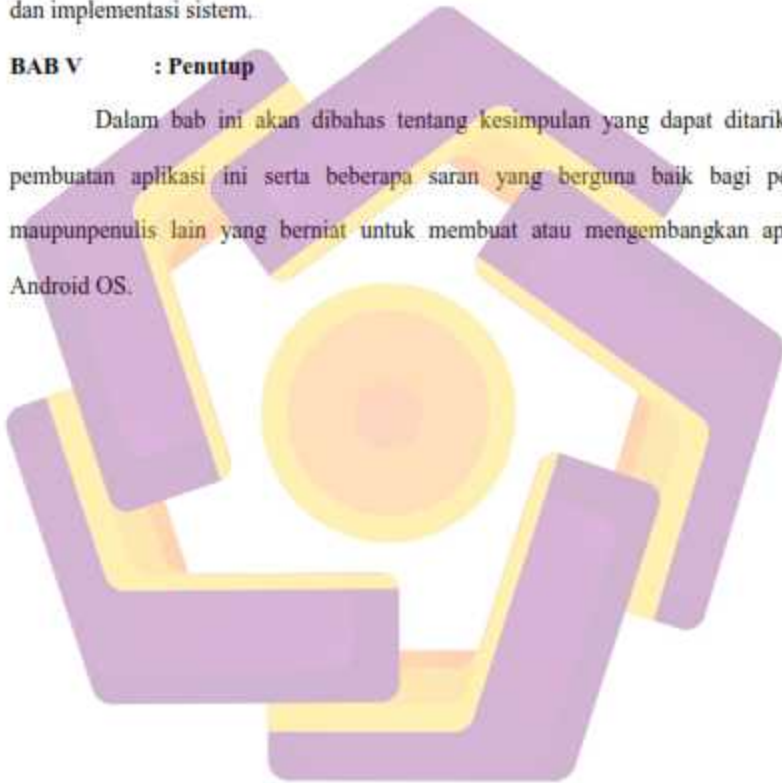 dan implementasi sistem.
BAB V : Penutup
Dalam bab ini akan dibahas tentang kesimpulan yang dapat ditarik
pembuatan aplikasi ini serta beberapa saran yang berguna baik bagi
maupunpenulis lain yang berniat untuk membuat atau mengembangkan
Android OS.